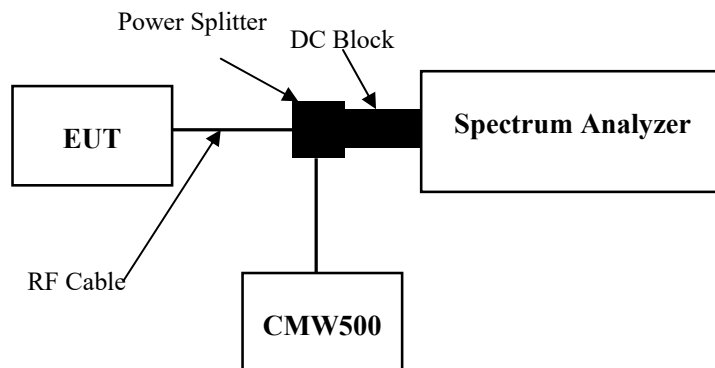 Power Splitter
DC Block
EUT
Spectrum Analyzer
RF Cable
CMW500